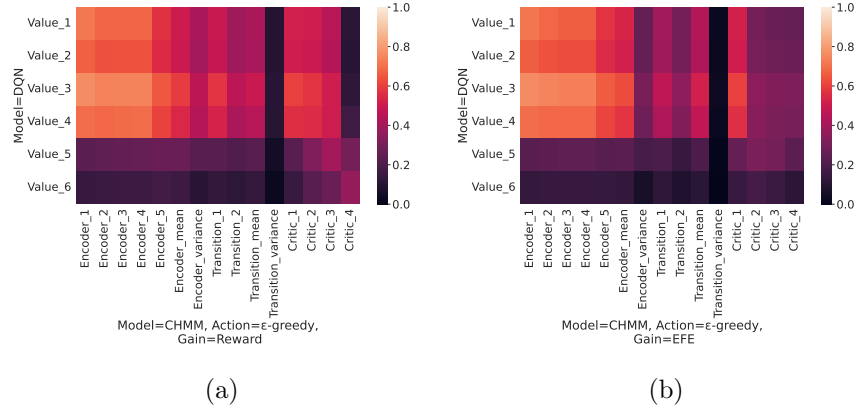 Model=DQN
Value_1
Value_2
Value_3
Value_4
Value_5
Value_6
Encoder_1
Encoder_2
Encoder_3
Encoder_4
Encoder_5
Encoder_mean
Encoder_variance
Transition_1
Transition_2
Transition_mean
Transition_variance
Critic_1
Critic_2
Critic_3
Critic_4
Model=CHMM, Action=ε-greedy,
Gain=Reward
1.0
0.8
0.6
0.4
0.2
0.0
(a)
Model=DQN
Value_1
Value_2
Value_3
Value_4
Value_5
Value_6
Encoder_1
Encoder_2
Encoder_3
Encoder_4
Encoder_5
Encoder_mean
Encoder_variance
Transition_1
Transition_2
Transition_mean
Transition_variance
Critic_1
Critic_2
Critic_3
Critic_4
Model=CHMM, Action=ε-greedy,
Gain=EFE
1.0
0.8
0.6
0.4
0.2
0.0
(b)